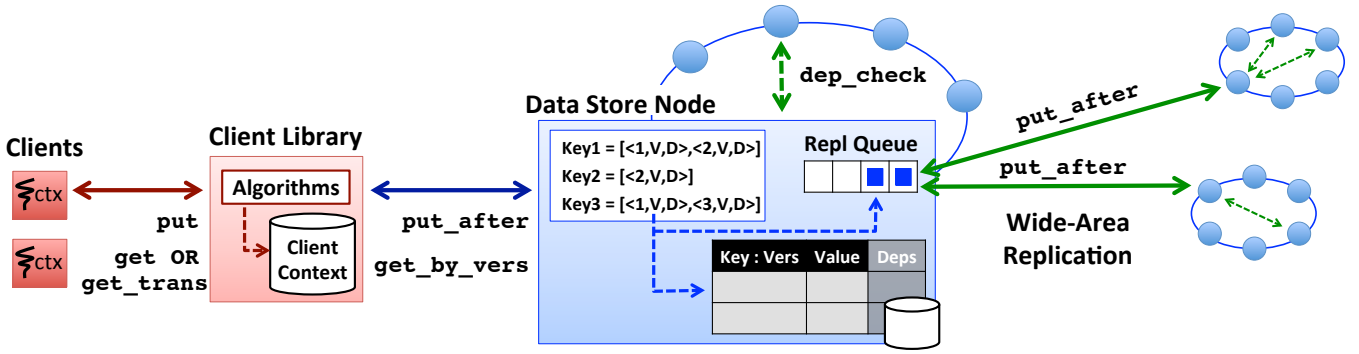 Clients
ctx
ctx
put
get OR
get_trans
Client Library
Algorithms
Client
Context
put_after
get_by_vers
Data Store Node
Key1 = [<1,V,D>,<2,V,D>]
Key2 = [<2,V,D>]
Key3 = [<1,V,D>,<3,V,D>]
dep_check
Repl Queue
Key : Vers Value Deps
put_after
put_after
Wide-Area
Replication